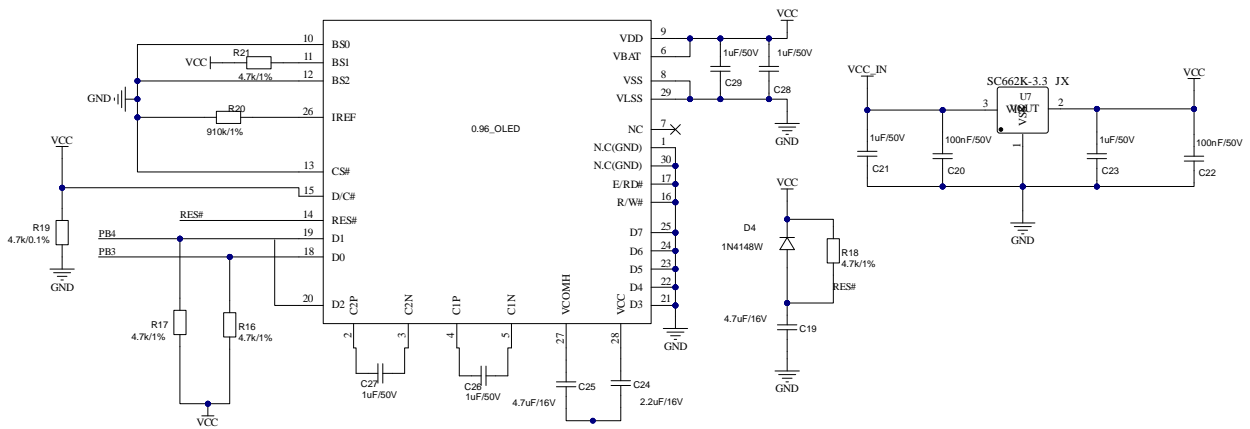 VCC
VCC
GND
R21
4.7k/1%
R20
910k/1%
VCC
R19
4.7k/0.1%
GND
RES#
PB4
PB3
R17
4.7k/1%
R16
4.7k/1%
VCC
10
11
12
26
13
15
14
19
18
20
BS0
BS1
BS2
IREF
CS#
D/C#
RES#
D1
D0
D2
0.96_OLED
C2P
C2N
C1P
C1N
VCOMH
VCC
2
3
4
5
27
28
C27
1uF/50V
C26
1uF/50V
C25
4.7uF/16V
C24
2.2uF/16V
VDD
VBAT
VSS
VLSS
NC
N.C(GND)
N.C(GND)
E/RD#
R/W#
D7
D6
D5
D4
D3
9
6
8
29
7
1
30
17
16
25
24
23
22
21
GND
1uF/50V
1uF/50V
C29
C28
GND
VCC
D4
1N4148W
R18
4.7k/1%
RES#
4.7uF/16V
C19
GND
VCC_IN
SC662K-3.3 JX
VCC
U7
3
2
1
VOUT
1uF/50V
C21
100nF/50V
C20
1uF/50V
C23
100nF/50V
C22
GND